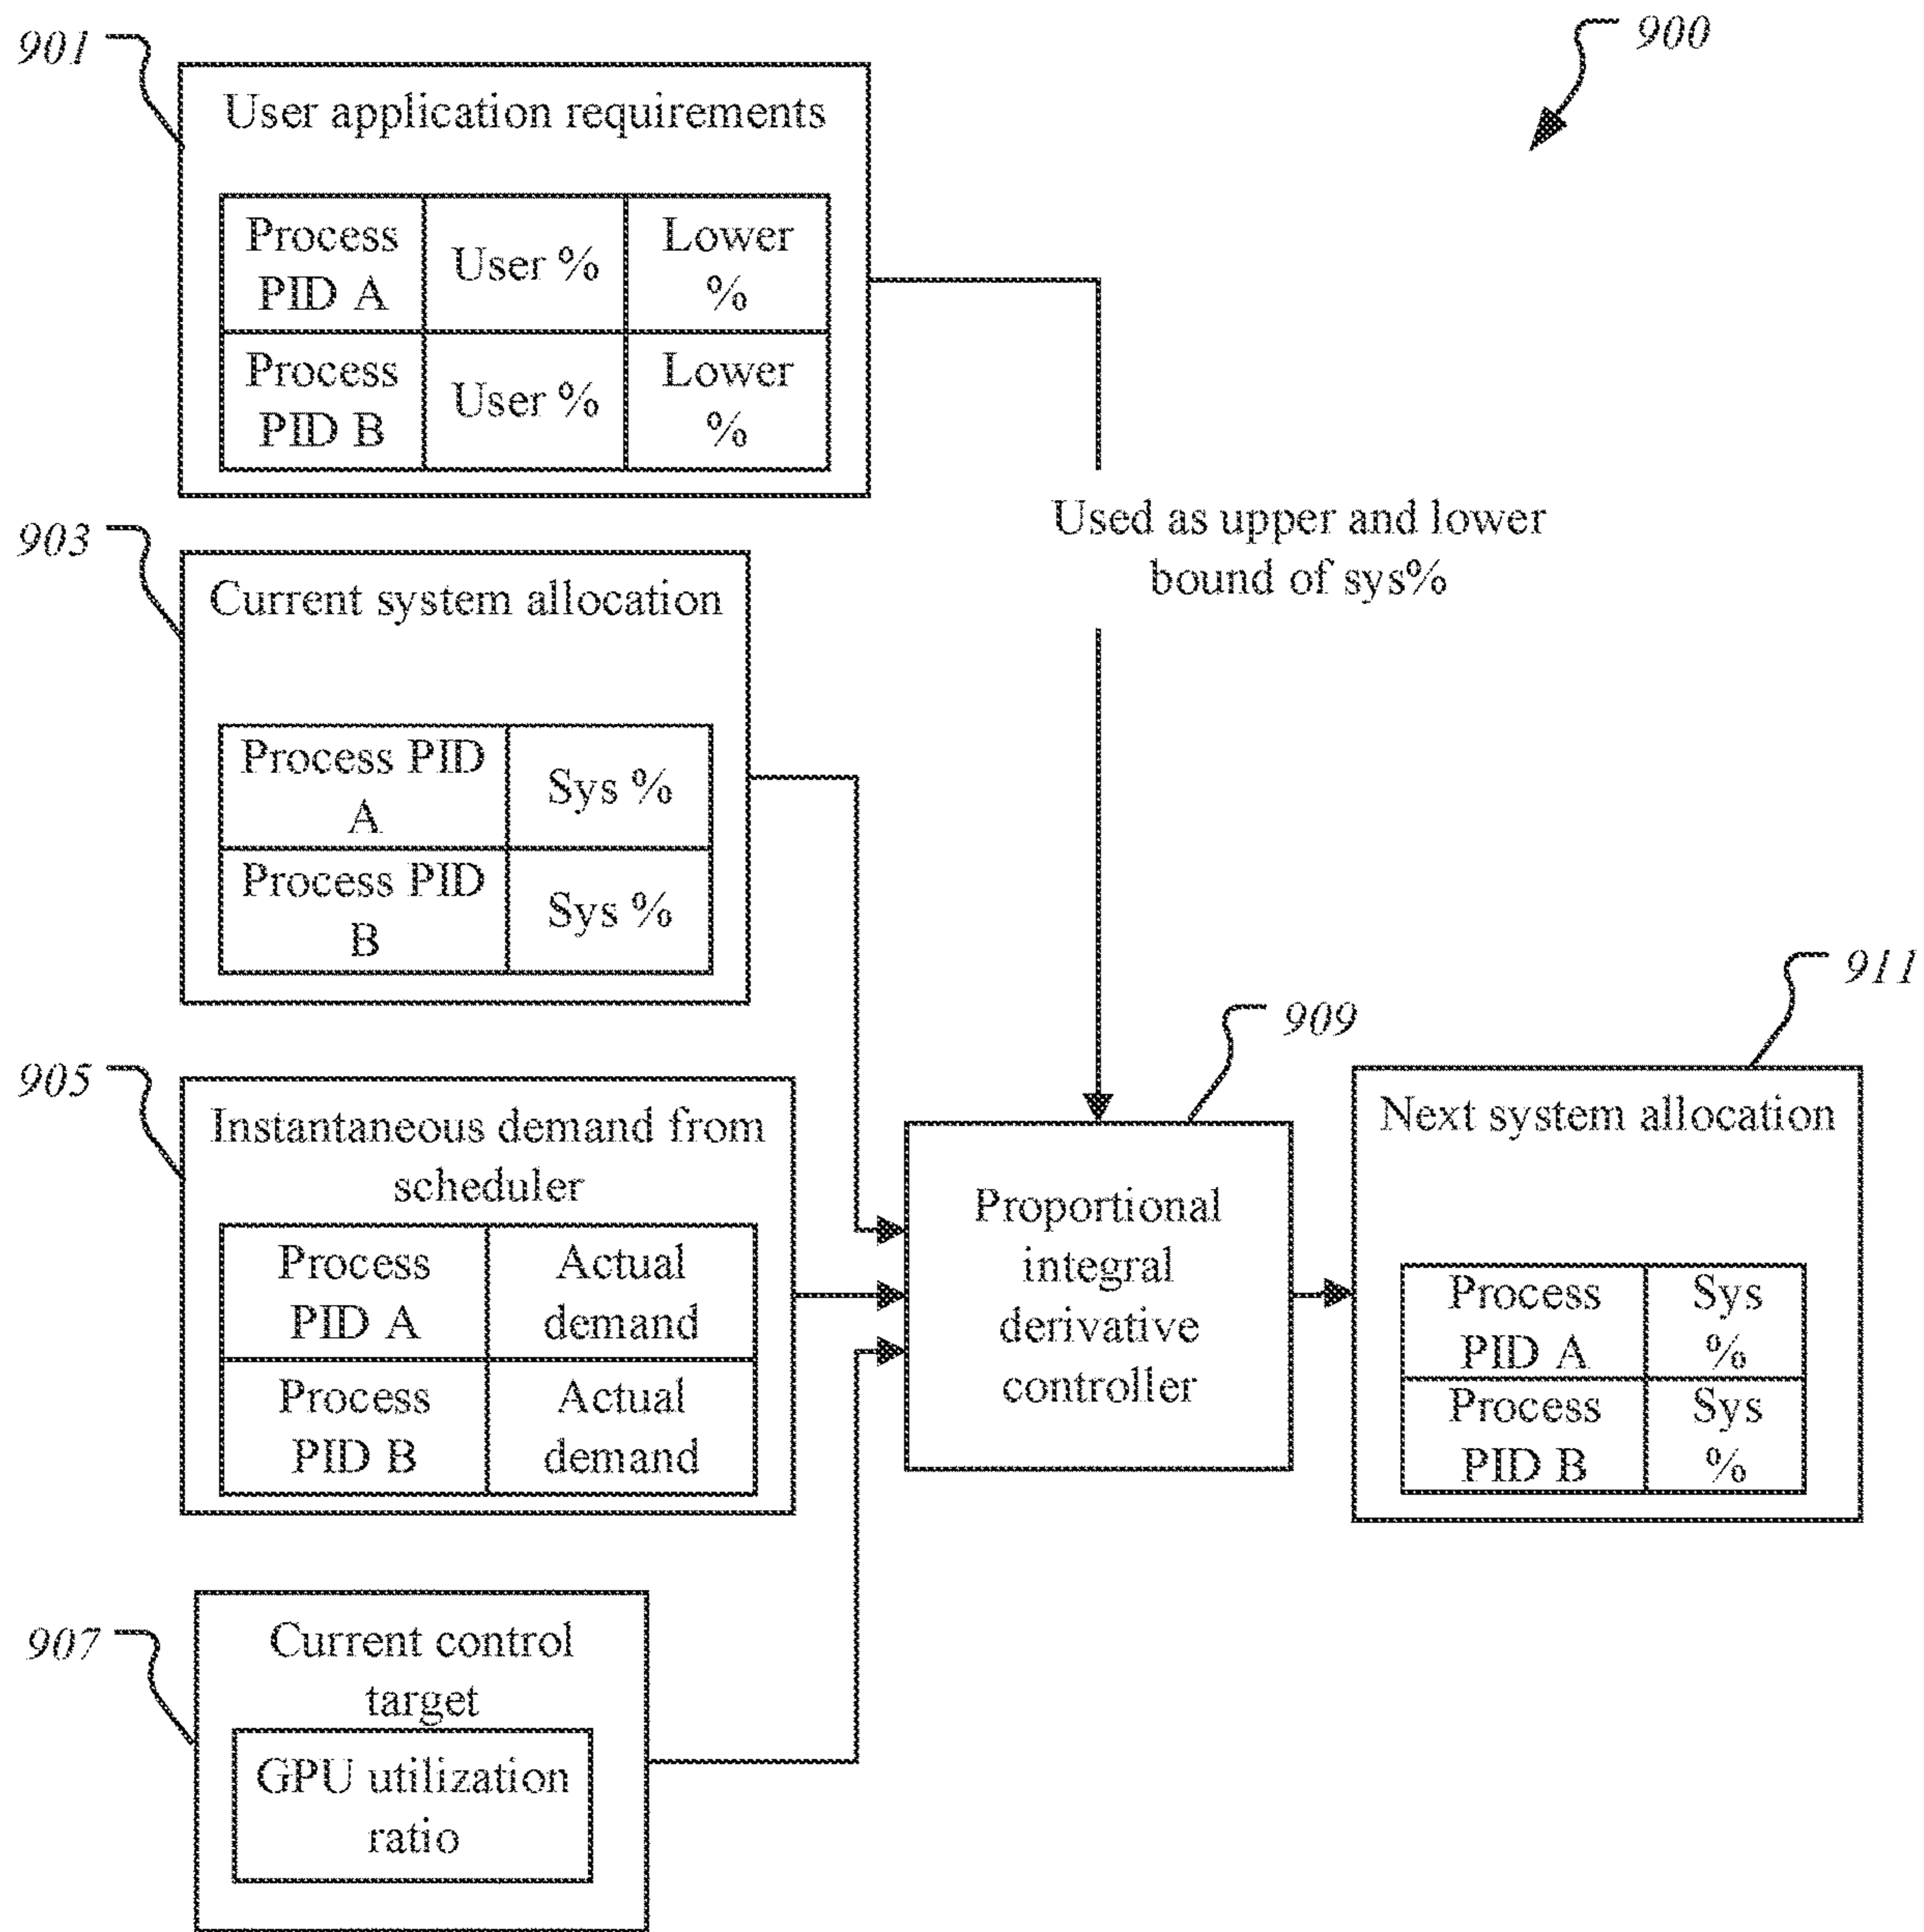 900
901
User application requirements
Process
PID A
User %
Lower
%
Process
PID B
User %
Lower
%
Used as upper and lower
bound of sys%
903
Current system allocation
Process PID
A
Sys %
Process PID
B
Sys %
905
Instantaneous demand from
scheduler
Process
PID A
Actual
demand
Process
PID B
Actual
demand
907
Current control
target
GPU utilization
ratio
909
Proportional
integral
derivative
controller
911
Next system allocation
Process
PID A
Sys
%
Process
PID B
Sys
%